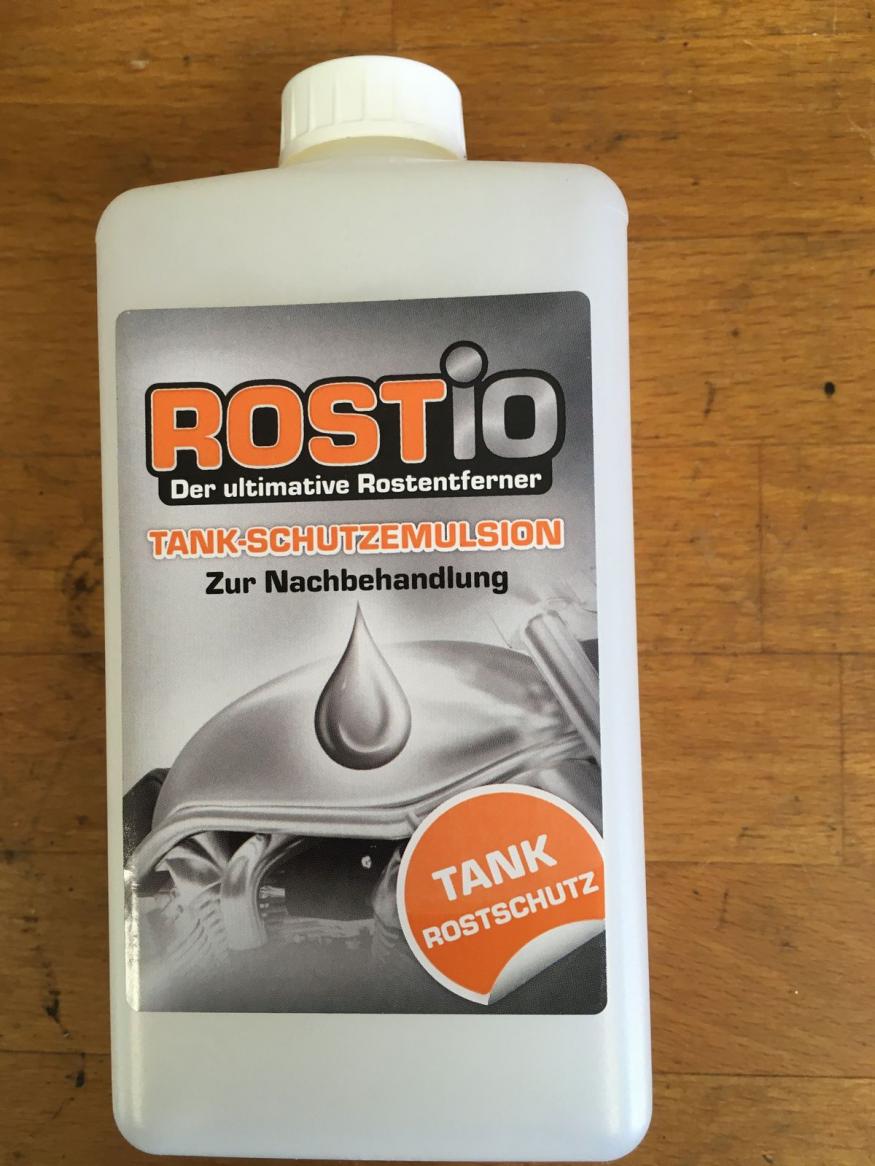 ROSTiO
Der ultimative Rostentferner
TANK-SCHUTZEMULSION
Zur Nachbehandlung
TANK
ROSTSCHUTZ